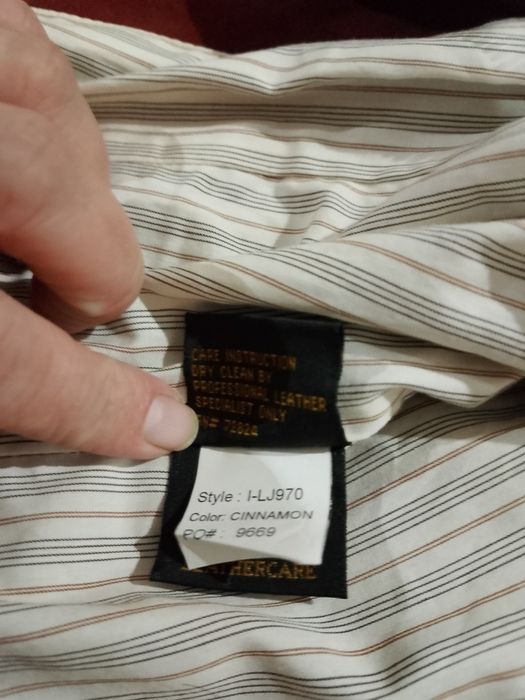 CARE INSTRUCTION
DRY CLEAN BY
PROFESSIONAL LEATHER
SPECIALIST ONLY
Style : I-LJ970
Color: CINNAMON
PO# : 9669